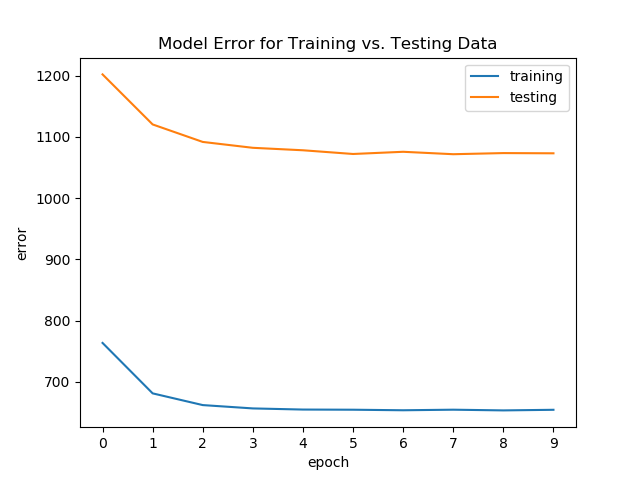 Model Error for Training vs. Testing Data
training
testing
1200
1100
1000
900
800
700
error
0 1 2 3 4 5 6 7 8 9
epoch